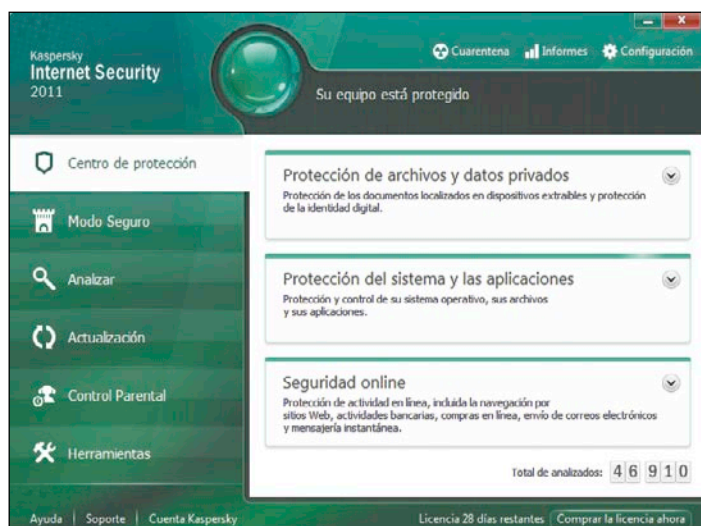 Kaspersky
Internet Security
2011
Cuarentena
Informes
Configuración
Su equipo está protegido
Centro de protección
Modo Seguro
Analizar
Actualización
Control Parental
Herramientas
Protección de archivos y datos privados
Protección de los documentos localizados en dispositivos extraibles y protección
de la identidad digital.
Protección del sistema y las aplicaciones
Protección y control de su sistema operativo, sus archivos
y sus aplicaciones.
Seguridad online
Protección de actividad en línea, incluida la navegación por
sitios Web, actividades bancarias, compras en línea, envío de correos electrónicos
y mensajería instantánea.
Total de analizados: 46 910
Ayuda | Soporte | Cuenta Kaspersky
Licencia 28 días restantes Comprar la licencia ahora